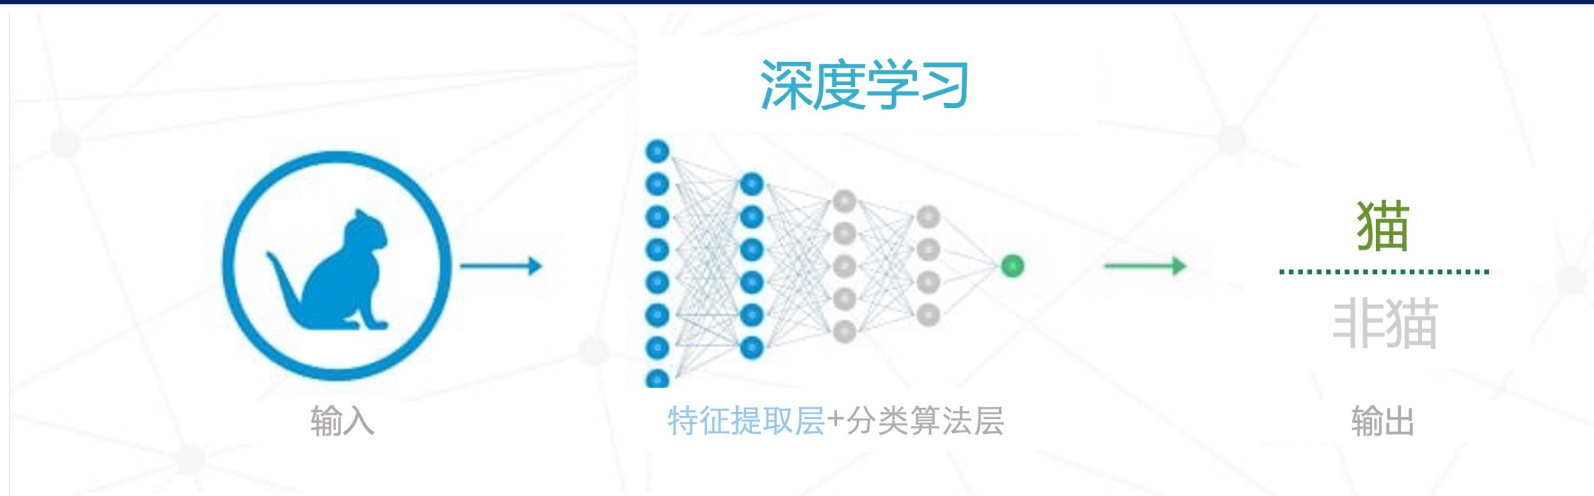 深度学习
猫
非猫
输入
特征提取层+分类算法层
输出